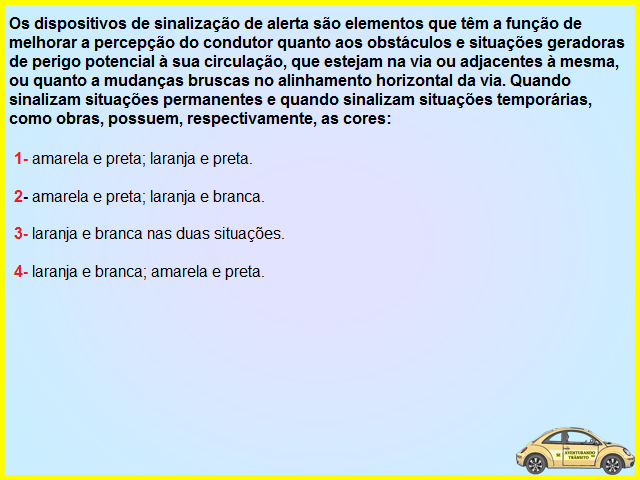 Os dispositivos de sinalização de alerta são elementos que têm a função de
melhorar a percepção do condutor quanto aos obstáculos e situações geradoras
de perigo potencial à sua circulação, que estejam na via ou adjacentes à mesma,
ou quanto a mudanças bruscas no alinhamento horizontal da via. Quando
sinalizam situações permanentes e quando sinalizam situações temporárias,
como obras, possuem, respectivamente, as cores:
1- amarela e preta; laranja e preta.
2- amarela e preta; laranja e branca.
3- laranja e branca nas duas situações.
4- laranja e branca; amarela e preta.
AVENTURANDO
TRÂNSITO